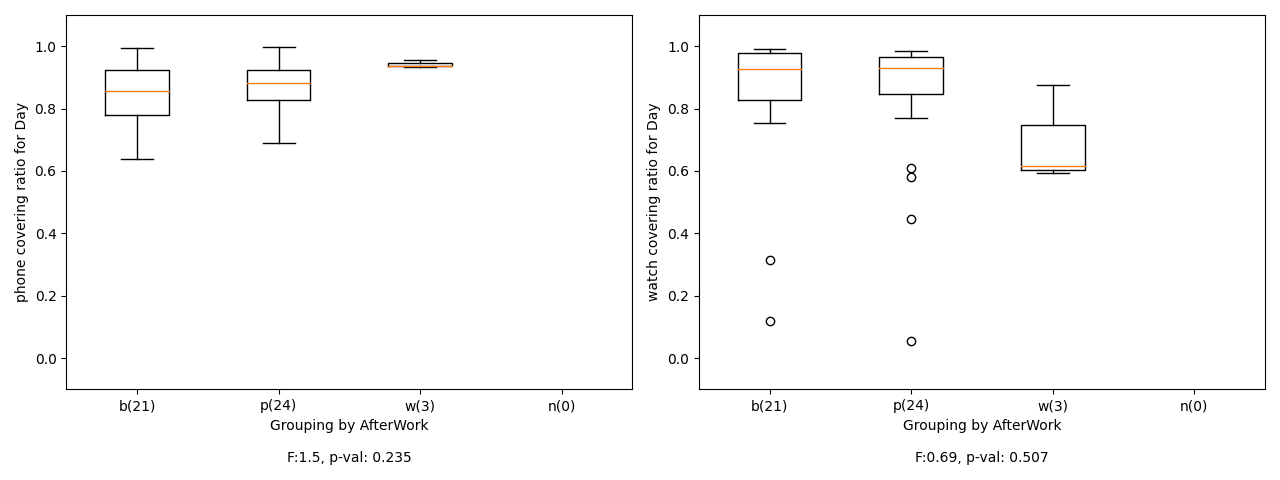 phone covering ratio for Day
1.0
0.8
0.6
0.4
0.2
0.0
b(21) p(24) w(3) n(0)
Grouping by AfterWork
F:1.5, p-val: 0.235
watch covering ratio for Day
1.0
0.8
0.6
0.4
0.2
0.0
b(21) p(24) w(3) n(0)
Grouping by AfterWork
F:0.69, p-val: 0.507